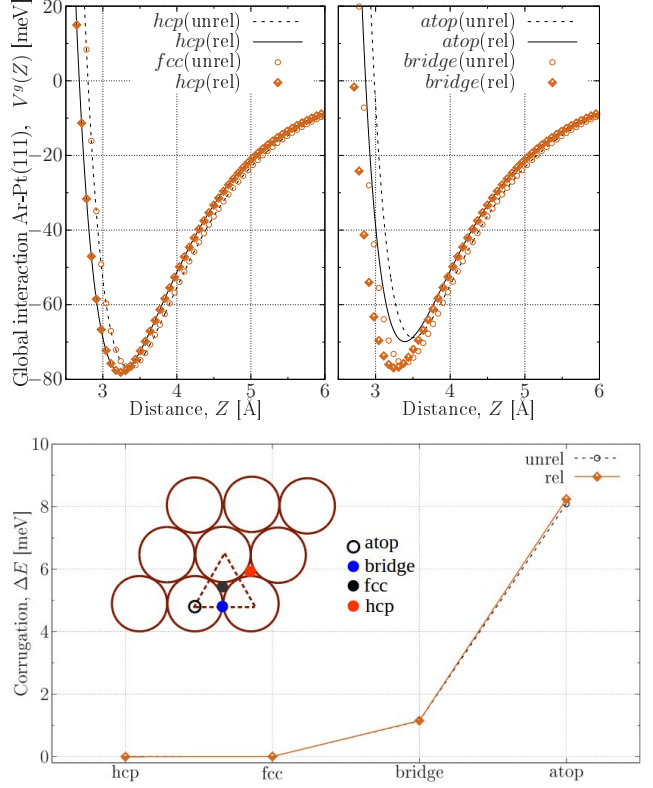 Global interaction Ar-Pt(111), V^g(Z) [meV]
20
0
−20
−40
−60
−80
hcp(unrel)
hcp(rel)
fcc(unrel)
hcp(rel)
3 4 5 6
Distance, Z [Å]
atop(unrel)
atop(rel)
bridge(unrel)
bridge(rel)
3 4 5 6
Distance, Z [Å]
Corrugation, ΔE [meV]
10
8
6
4
2
0
unrel
rel
atop
bridge
fcc
hcp
hcp fcc bridge atop